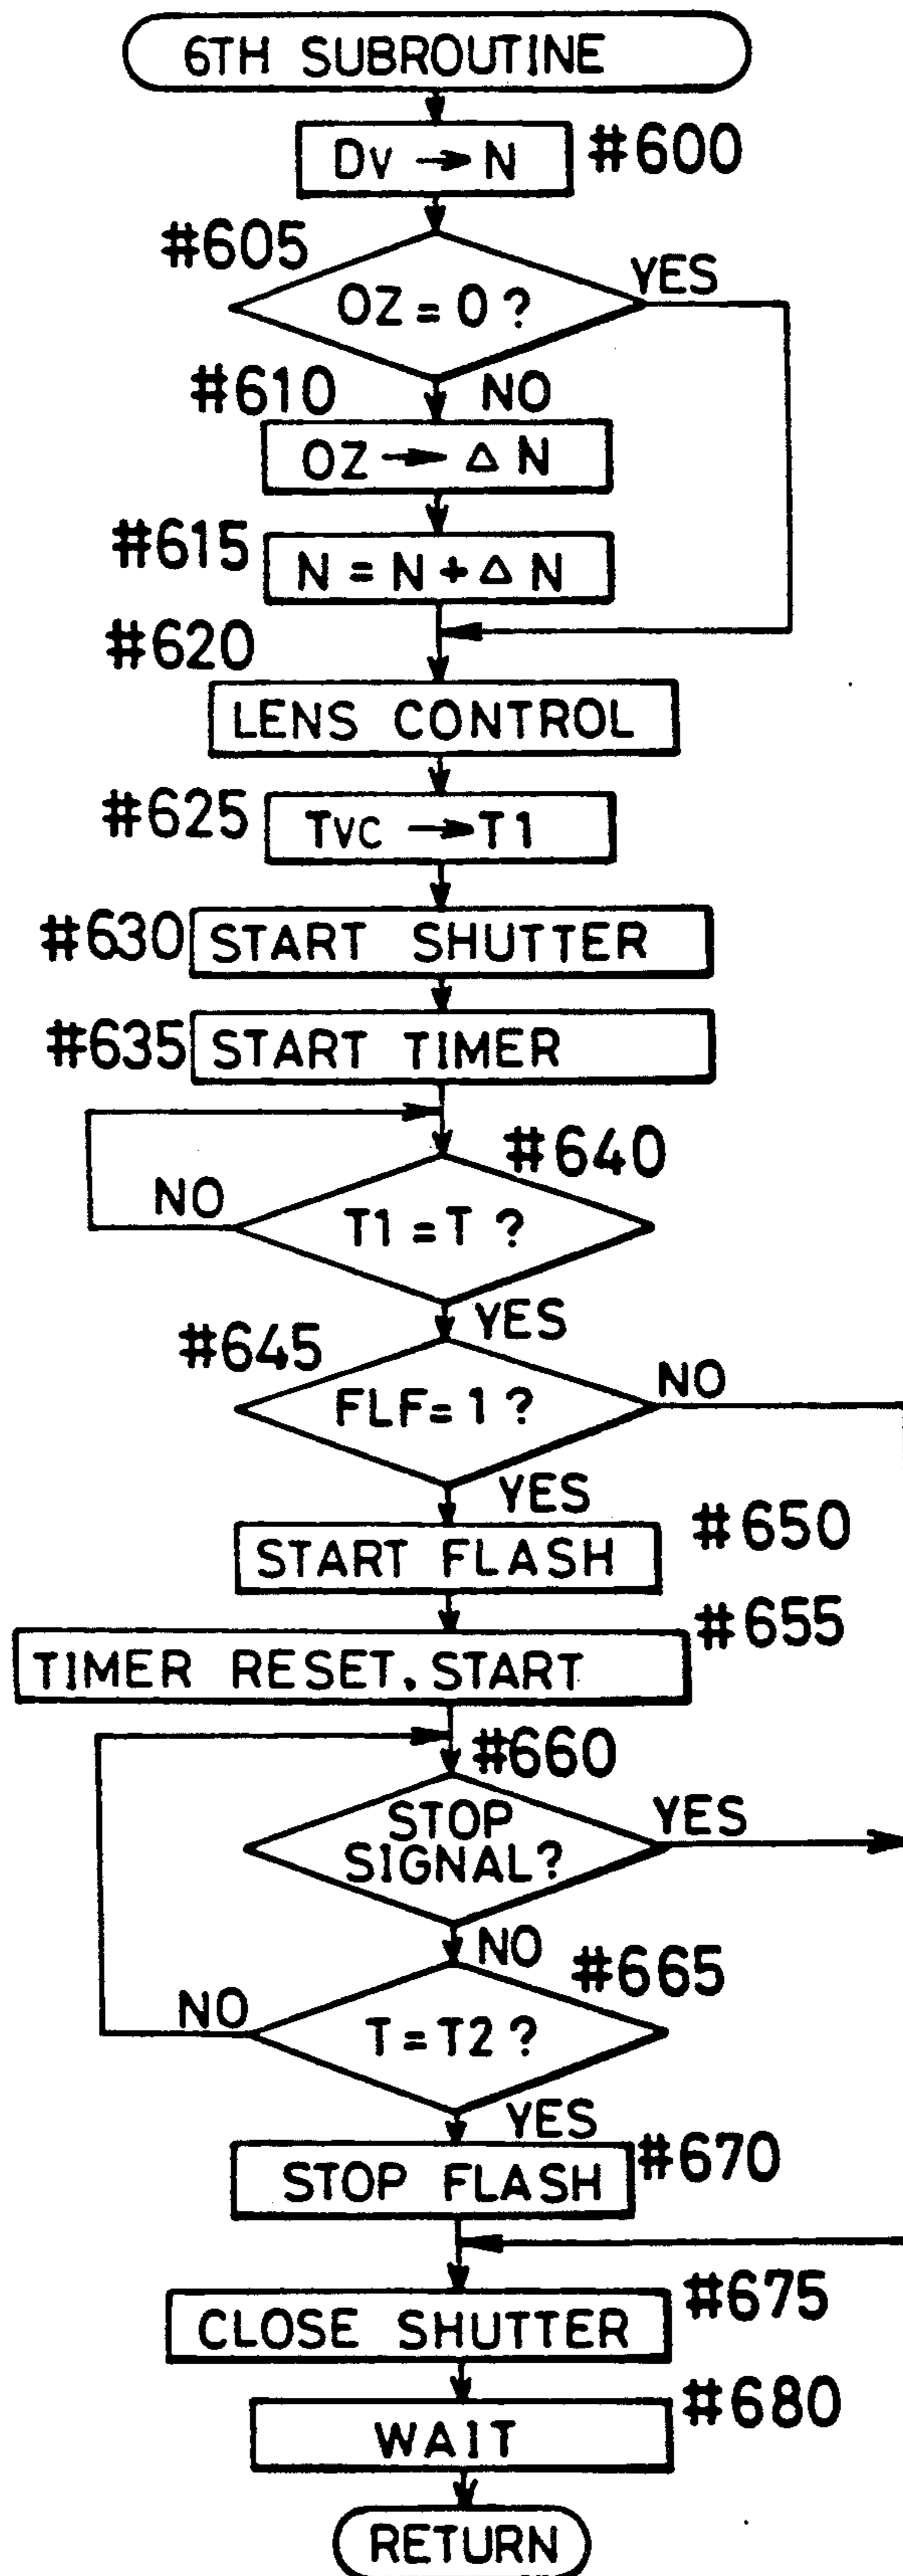 6TH SUBROUTINE
Dv → N #600
#605
YES
OZ = 0 ?
#610 NO
OZ → △ N
#615
N = N + △ N
#620
LENS CONTROL
#625
TVC → T1
#630 START SHUTTER
#635 START TIMER
#640
NO
T1 = T ?
YES
#645
NO
FLF = 1 ?
YES
#650
START FLASH
#655
TIMER RESET. START
#660
STOP
SIGNAL?
YES
NO
#665
NO
T = T2 ?
YES
#670
STOP FLASH
#675
CLOSE SHUTTER
#680
WAIT
RETURN